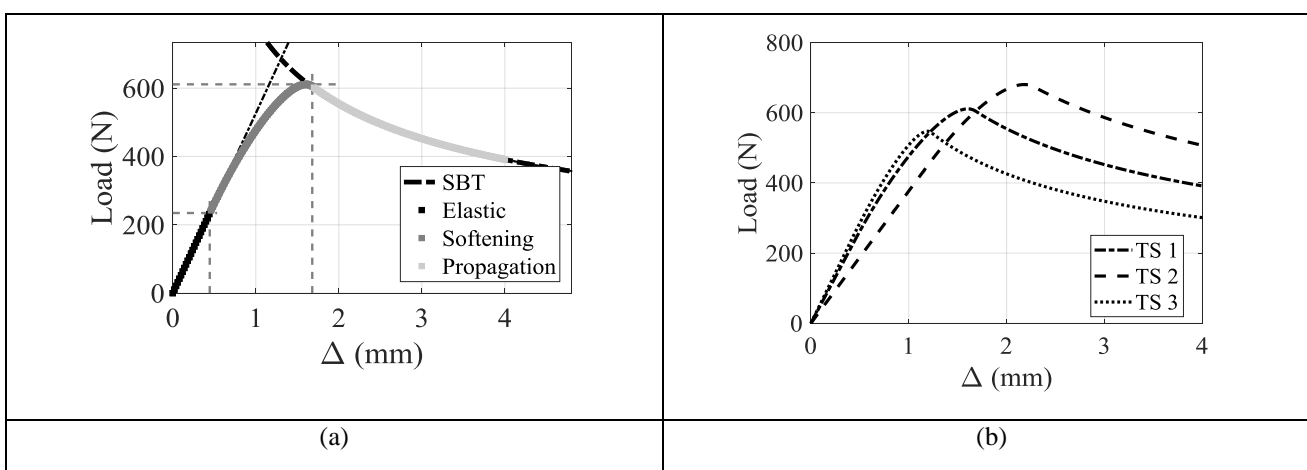 600
400
200
0
Load (N)
SBT
Elastic
Softening
Propagation
0 1 2 3 4
Δ (mm)
(a)
800
600
400
200
0
Load (N)
TS 1
TS 2
TS 3
0 1 2 3 4
Δ (mm)
(b)